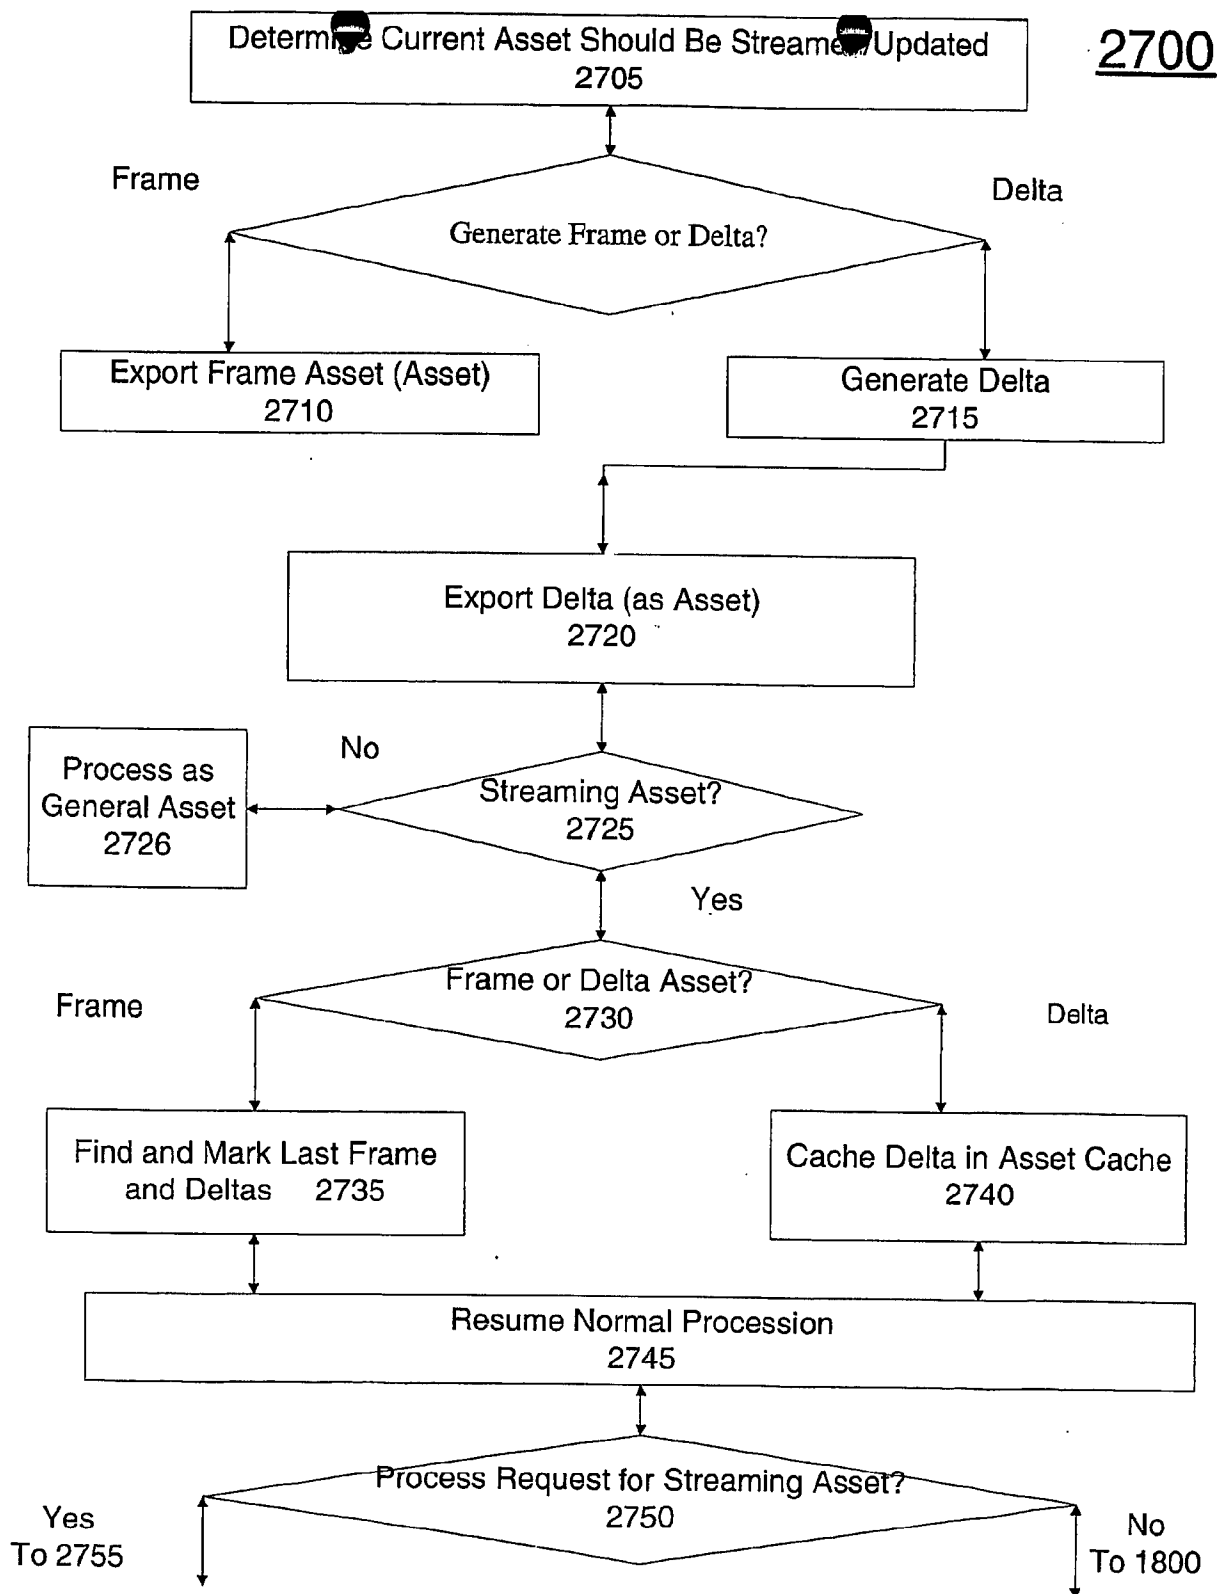 Determine Current Asset Should Be Streamed/Updated
2705
2700
Frame
Delta
Generate Frame or Delta?
Export Frame Asset (Asset)
2710
Generate Delta
2715
Export Delta (as Asset)
2720
No
Process as
General Asset
2726
Streaming Asset?
2725
Yes
Frame or Delta Asset?
2730
Frame
Delta
Find and Mark Last Frame
and Deltas 2735
Cache Delta in Asset Cache
2740
Resume Normal Procession
2745
Process Request for Streaming Asset?
2750
Yes
To 2755
No
To 1800